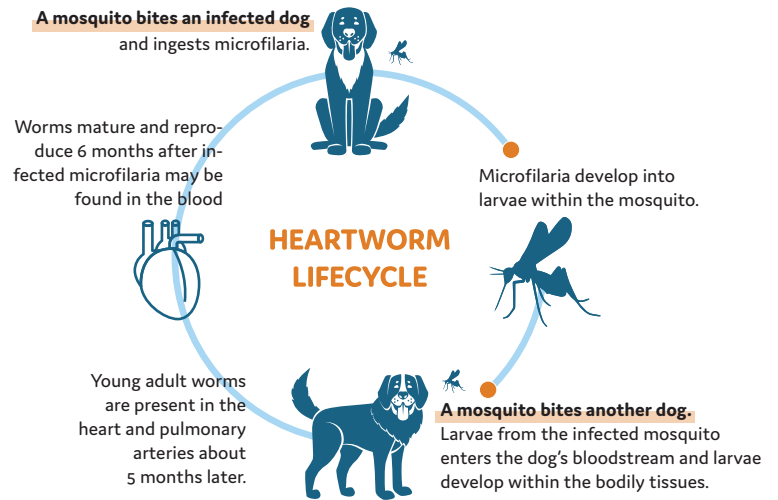 A mosquito bites an infected dog
and ingests microfilaria.
Microfilaria develop into
larvae within the mosquito.
A mosquito bites another dog.
Larvae from the infected mosquito
enters the dog's bloodstream and larvae
develop within the bodily tissues.
Young adult worms
are present in the
heart and pulmonary
arteries about
5 months later.
Worms mature and repro-
duce 6 months after in-
fected microfilaria may be
found in the blood
HEARTWORM
LIFECYCLE